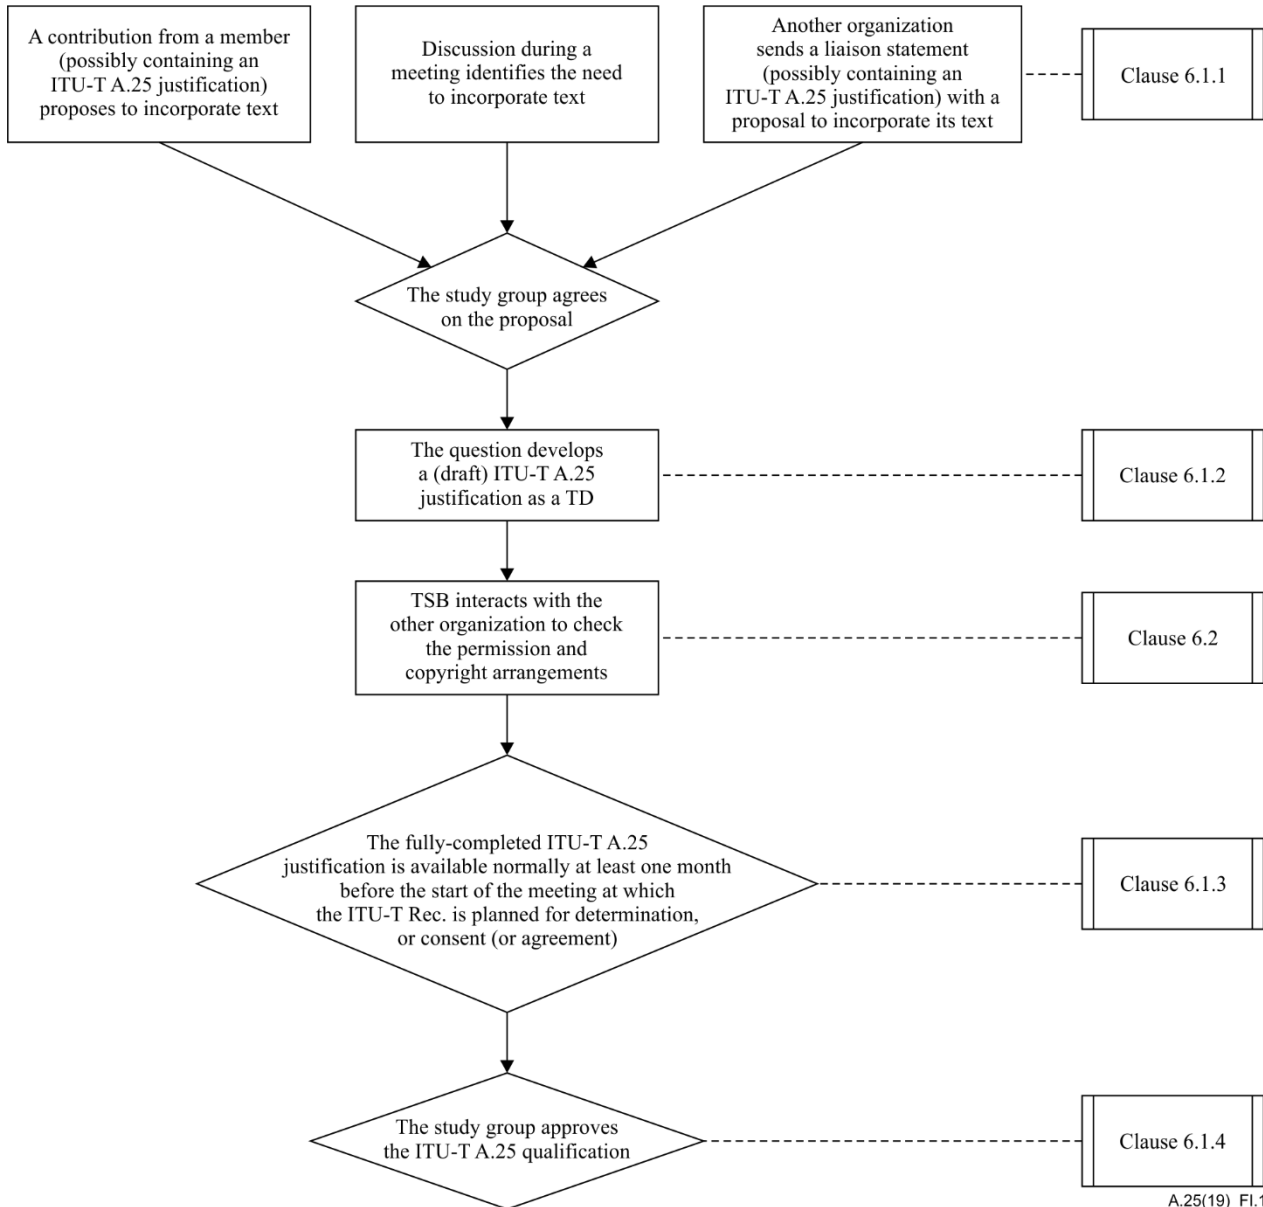 A contribution from a member
(possibly containing an
ITU-T A.25 justification)
proposes to incorporate text
Discussion during a
meeting identifies the need
to incorporate text
Another organization
sends a liaison statement
(possibly containing an
ITU-T A.25 justification) with a
proposal to incorporate its text
Clause 6.1.1
The study group agrees
on the proposal
The question develops
a (draft) ITU-T A.25
justification as a TD
Clause 6.1.2
TSB interacts with the
other organization to check
the permission and
copyright arrangements
Clause 6.2
The fully-completed ITU-T A.25
justification is available normally at least one month
before the start of the meeting at which
the ITU-T Rec. is planned for determination,
or consent (or agreement)
Clause 6.1.3
The study group approves
the ITU-T A.25 qualification
Clause 6.1.4
A.25(19)_FI.1